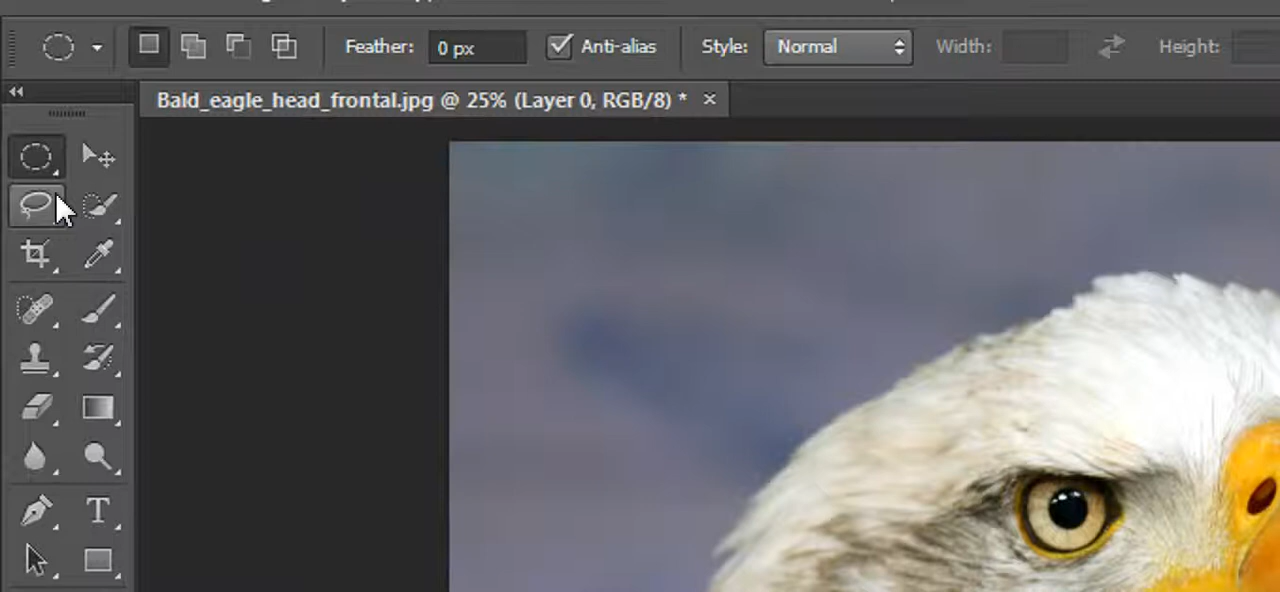 Feather: 0 px Anti-alias Style: Normal Width: Height:
Bald_eagle_head_frontal.jpg @ 25% (Layer 0, RGB/8) * ×
T